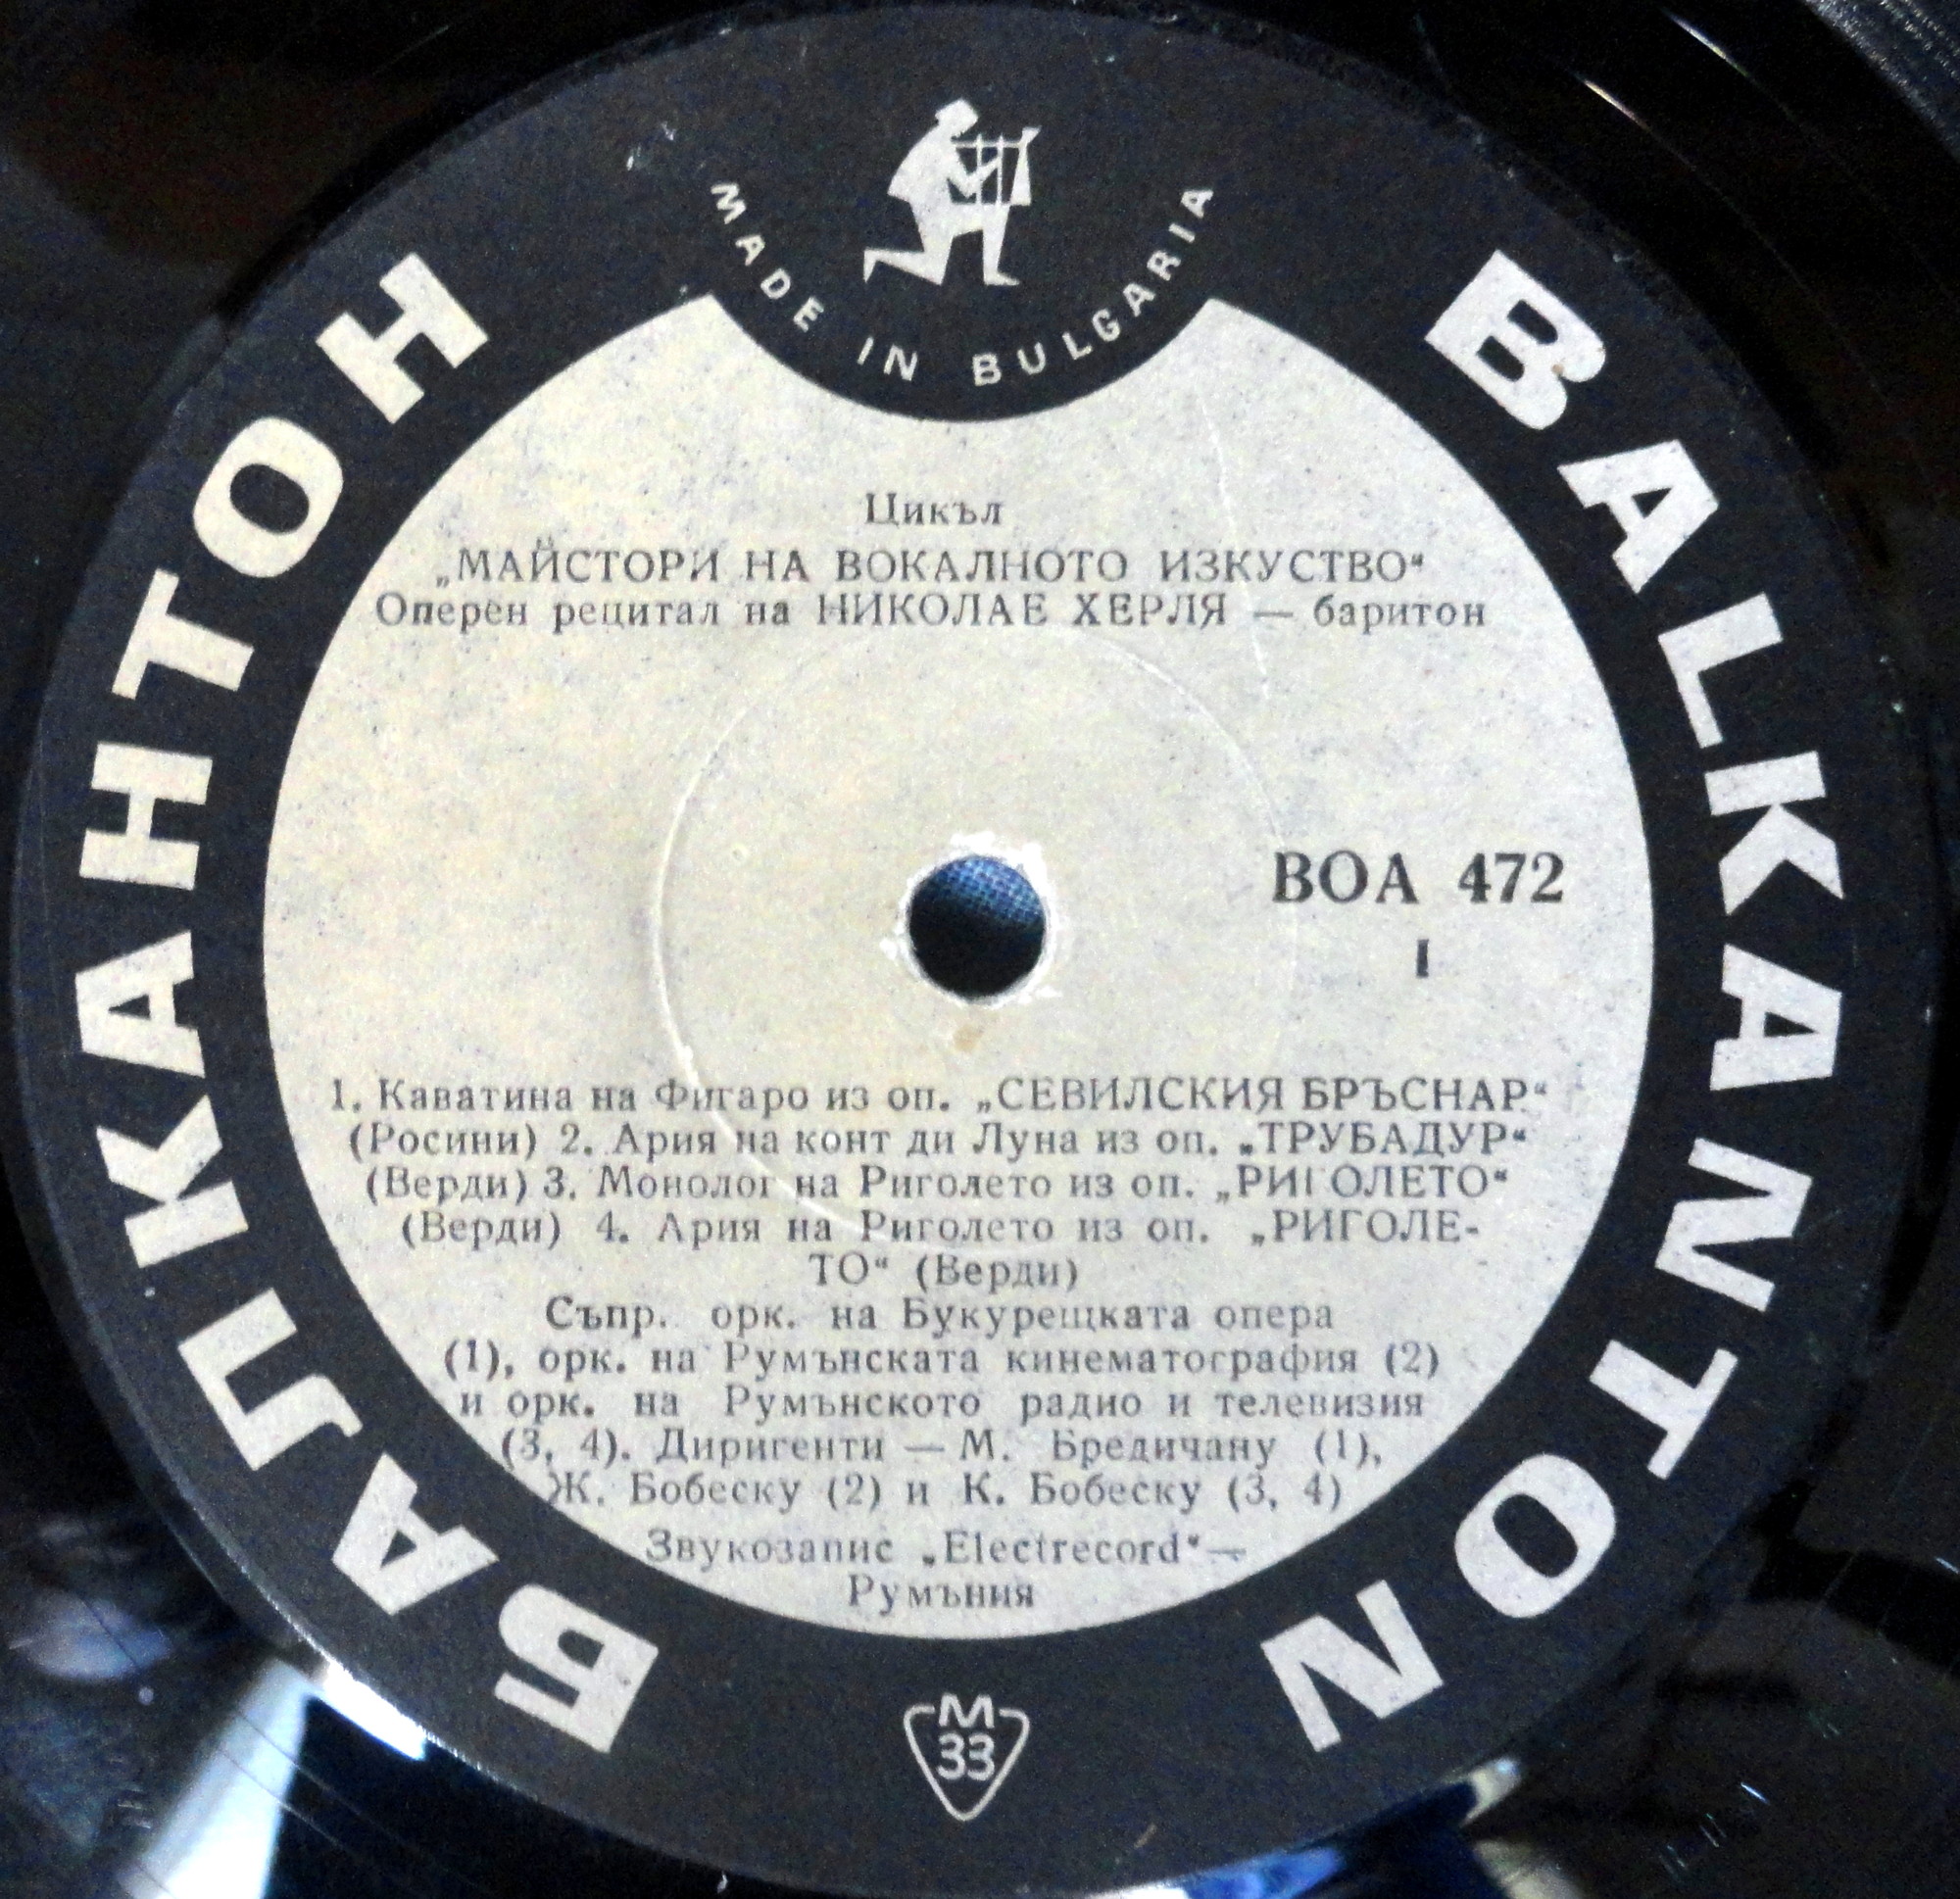 MADE IN BULGARIA
БАЛКАНТОН
BALKANTON
Цикъл
„МАЙСТОРИ НА ВОКАЛНОТО ИЗКУСТВО“
Оперен рецитал на НИКОЛАЕ ХЕРЛЯ — баритон
ВОА 472
I
1. Каватина на Фигаро из оп. „СЕВИЛСКИЯ БРЪСНАР“
(Росини) 2. Ария на конт ди Луна из оп. „ТРУБАДУР“
(Верди) 3. Монолог на Риголето из оп. „РИГОЛЕТО“
(Верди) 4. Ария на Риголето из оп. „РИГОЛЕ-
ТО“ (Верди)
Съпр. орк. на Букурещката опера
(1), орк. на Румънската кинематография (2)
и орк. на Румънското радио и телевизия
(3, 4). Диригенти — М. Бредичану (1),
Ж. Бобеску (2) и К. Бобеску (3, 4)
Звукозапис „Electrecord“ —
Румъния
М
33